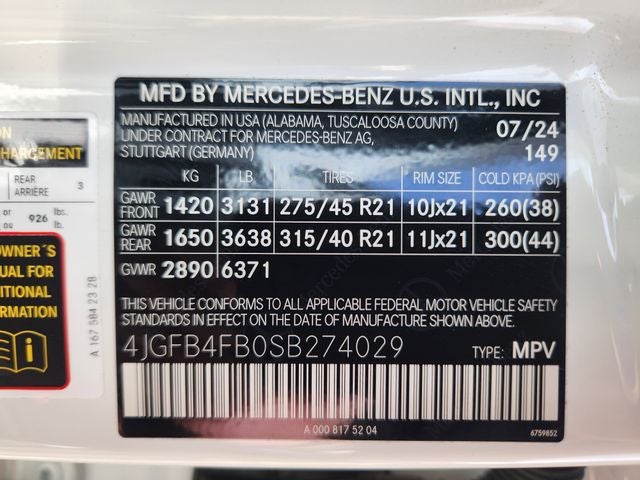 MFD BY MERCEDES-BENZ U.S. INTL., INC
MANUFACTURED IN USA (ALABAMA, TUSCALOOSA COUNTY) 07/24
UNDER CONTRACT FOR MERCEDES-BENZ AG,
STUTTGART (GERMANY) 149
KG LB TIRES RIM SIZE COLD KPA(PSI)
GAWR FRONT 1420 3131 275/45 R21 10Jx21 260(38)
GAWR REAR 1650 3638 315/40 R21 11Jx21 300(44)
GVWR 2890 6371
THIS VEHICLE CONFORMS TO ALL APPLICABLE FEDERAL MOTOR VEHICLE SAFETY
STANDARDS IN EFFECT ON THE DATE OF MANUFACTURE SHOWN ABOVE.
4JGFB4FB0SB274029 TYPE: MPV
A 000 817 52 04
6759852
REAR
ARRIÈRE 3
or
ou 926 lbs.
lb.
OWNER'S
UAL FOR
ITIONAL
RMATION
A 167 584 23 28